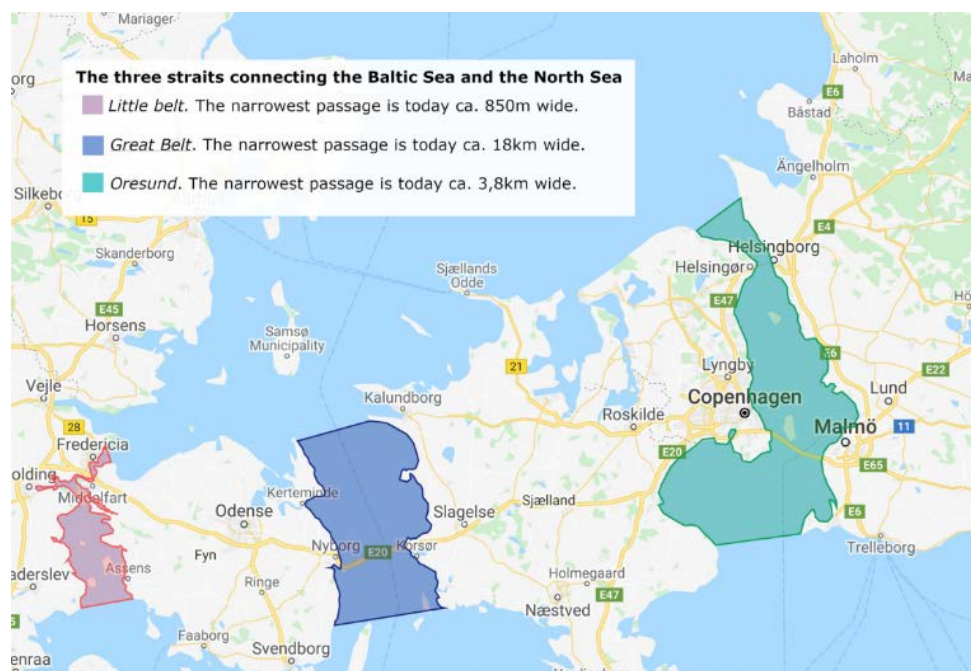 Mariager
The three straits connecting the Baltic Sea and the North Sea
Little belt. The narrowest passage is today ca. 850m wide.
Great Belt. The narrowest passage is today ca. 18km wide.
Oresund. The narrowest passage is today ca. 3,8km wide.
Laholm
E6
Båstad
Ängelholm
E22
Silkeborg
15
Skanderborg
E4
Helsingborg
Helsingør
Sjællands
Odde
E45
E47
Horsens
Samsø
Municipality
E6
21
Lyngby
E22
Vejle
Kalundborg
Lund
Copenhagen
Roskilde
28
11
Malmö
Fredericia
E20
E65
olding
Middelfart
Kerteminde
Sjælland
Odense
Slagelse
E6
Trelleborg
Nyborg
E20
Korsør
Fyn
aderslev
Assens
Ringe
Holmegaard
E47
Næstved
Faaborg
Svendborg
enraa